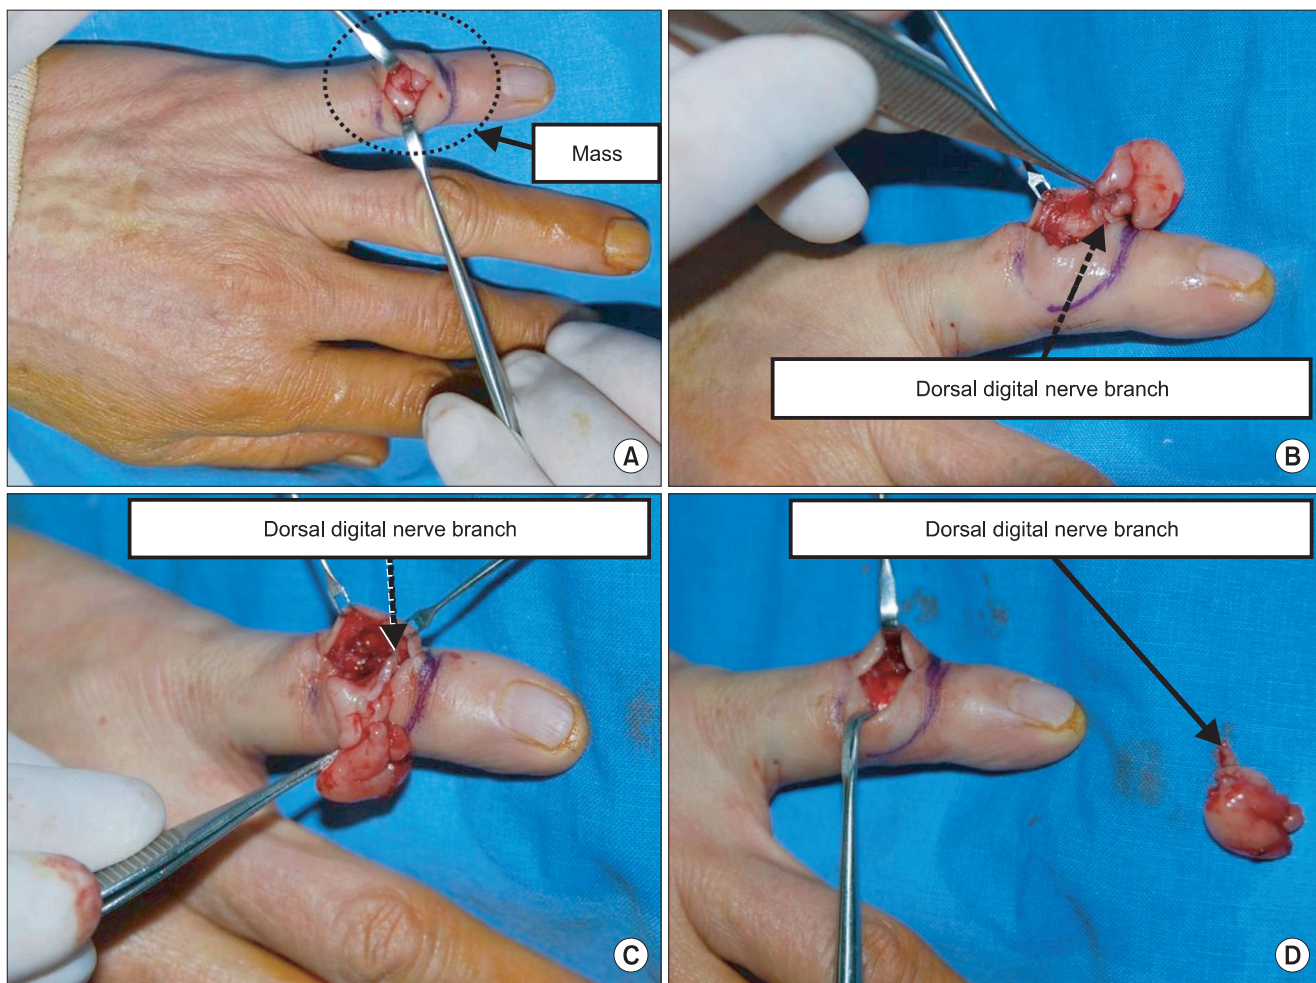 Mass
A
Dorsal digital nerve branch
B
Dorsal digital nerve branch
C
Dorsal digital nerve branch
D